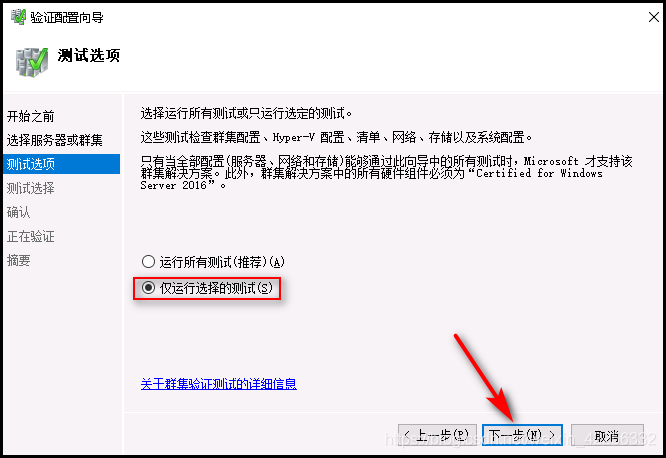 验证配置向导
测试选项
开始之前
选择服务器或群集
测试选项
测试选择
确认
正在验证
摘要
选择运行所有测试或只运行选定的测试。
这些测试检查群集配置、Hyper-V 配置、清单、网络、存储以及系统配置。
只有当全部配置(服务器、网络和存储)能够通过此向导中的所有测试时，Microsoft 才支持该
群集解决方案。此外，群集解决方案中的所有硬件组件必须为“Certified for Windows
Server 2016”。
运行所有测试(推荐)(A)
仅运行选择的测试(S)
关于群集验证测试的详细信息
< 上一步(P)
下一步(N) >
取消